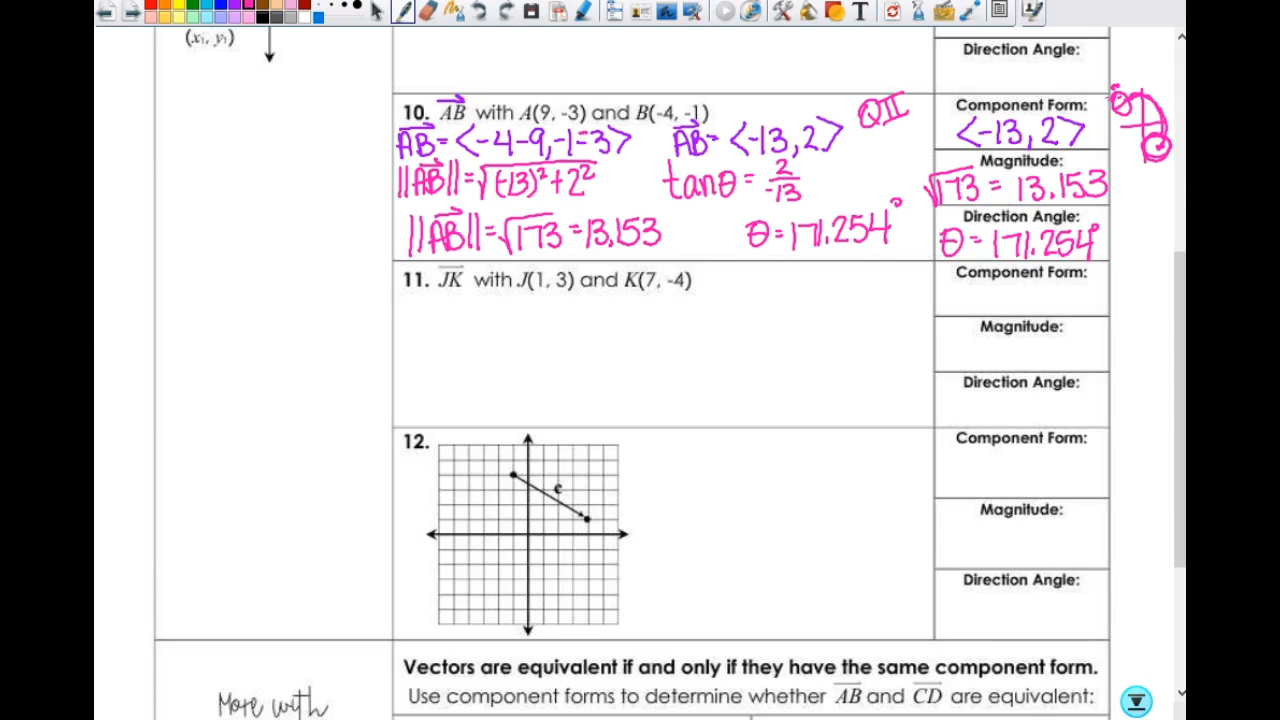 (x₁, y₁)
Direction Angle:
10. AB with A(9, -3) and B(-4, -1)
QII
AB = <-4-9, -1=3>
AB= <-13, 2>
||AB|| = √(-13)² + 2²
tanθ = 2/-13
||AB|| = √173 = 13.153
θ = 171.254°
Component Form:
<-13, 2>
Magnitude:
√173 = 13.153
Direction Angle:
θ = 171.254°
11. JK with J(1, 3) and K(7, -4)
Component Form:
Magnitude:
Direction Angle:
12.
c
Component Form:
Magnitude:
Direction Angle:
More with
Vectors are equivalent if and only if they have the same component form.
Use component forms to determine whether AB and CD are equivalent: